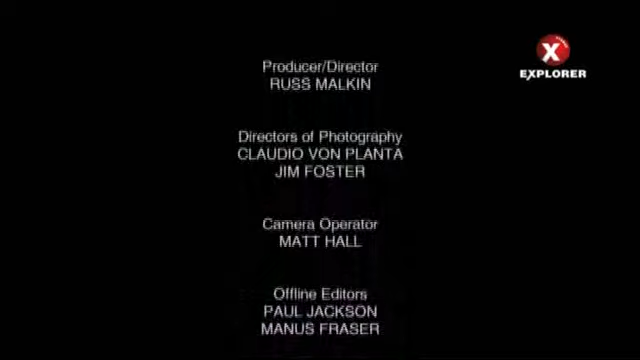 Producer/Director
RUSS MALKIN
Directors of Photography
CLAUDIO VON PLANTA
JIM FOSTER
Camera Operator
MATT HALL
Offline Editors
PAUL JACKSON
MANUS FRASER
X
EXPLORER